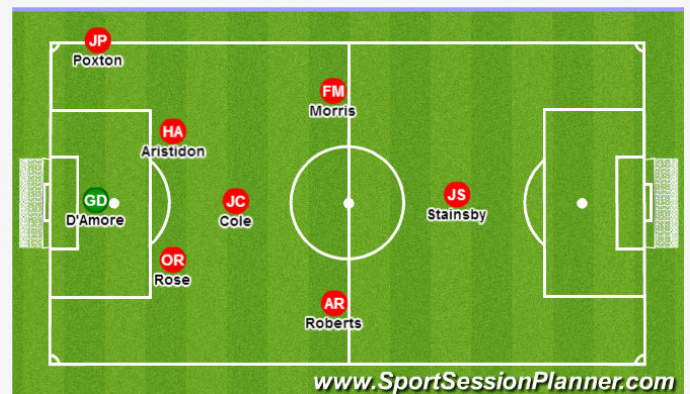 JP
Poxton
FM
Morris
HA
Aristidon
GD
D'Amore
JC
Cole
JS
Stainsby
OR
Rose
AR
Roberts
www.SportSessionPlanner.com